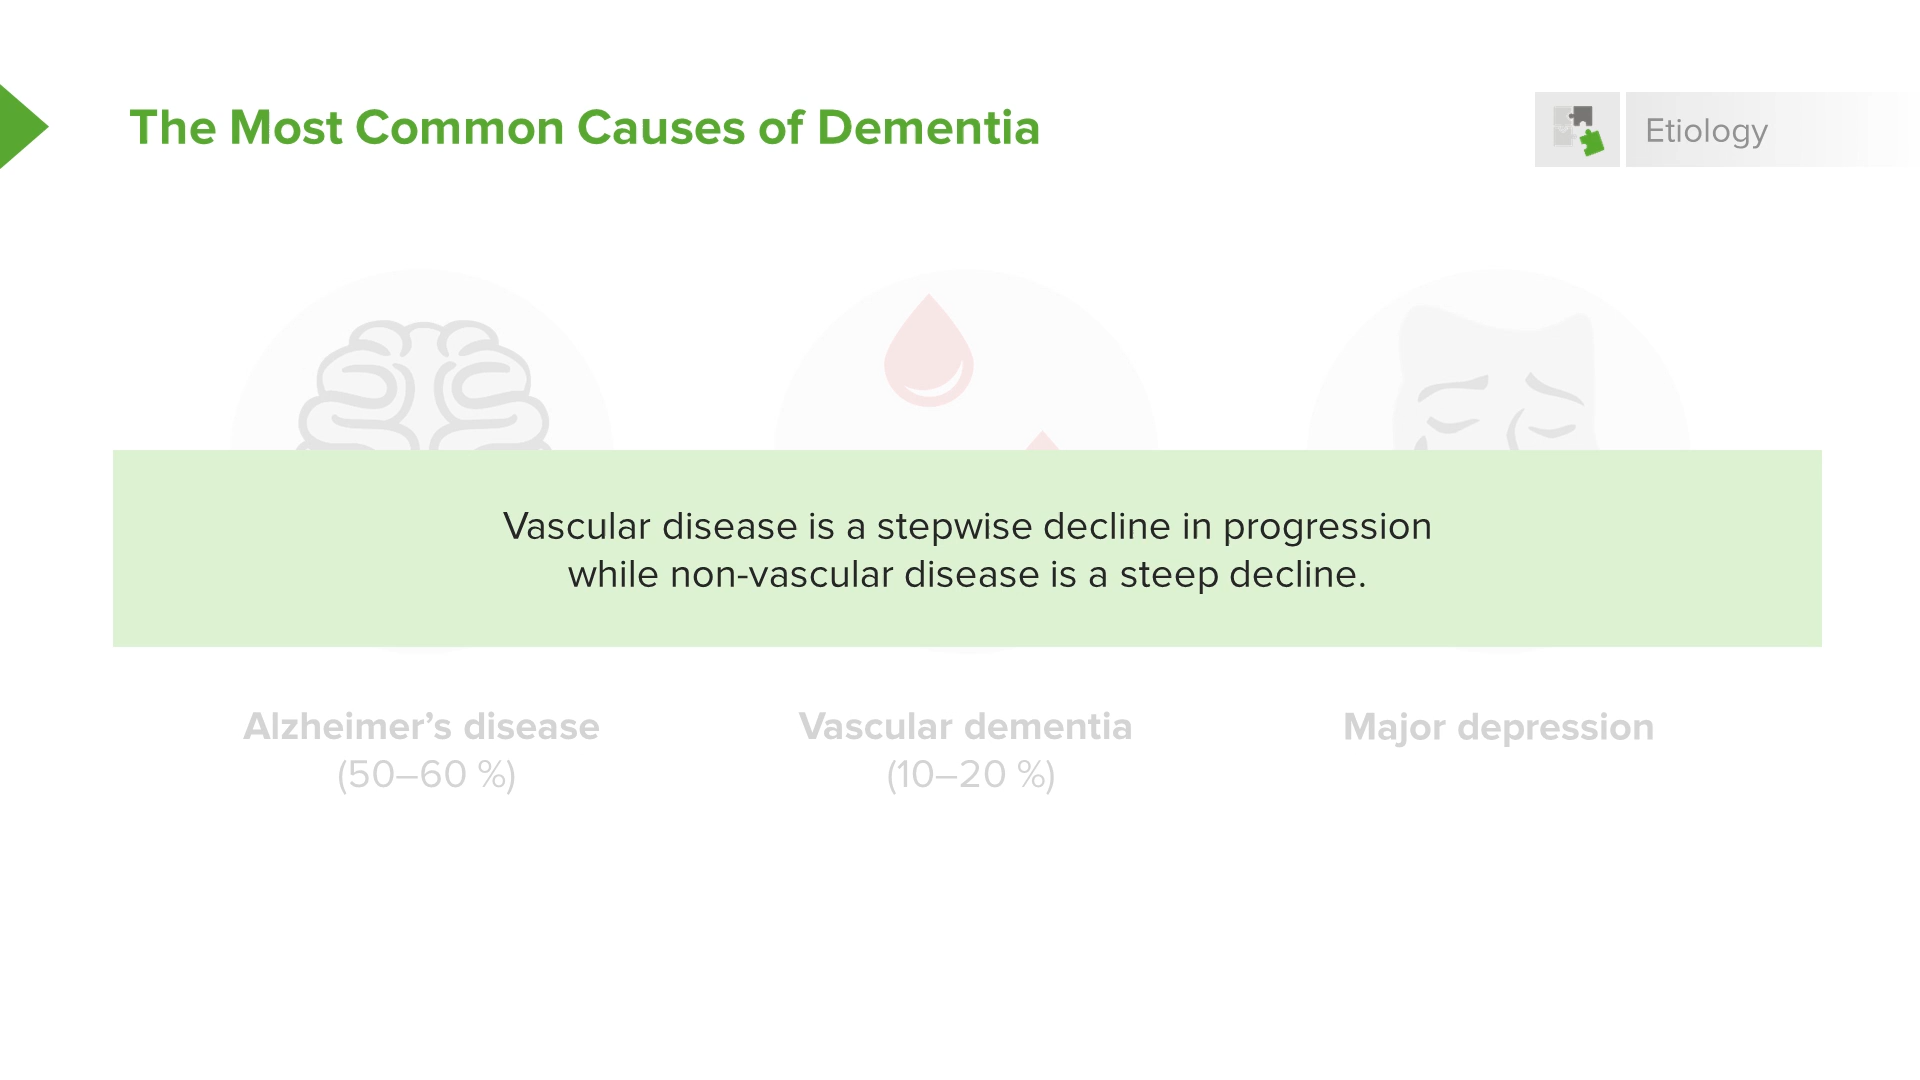 The Most Common Causes of Dementia
Etiology
Vascular disease is a stepwise decline in progression
while non-vascular disease is a steep decline.
Alzheimer’s disease
(50–60 %)
Vascular dementia
(10–20 %)
Major depression